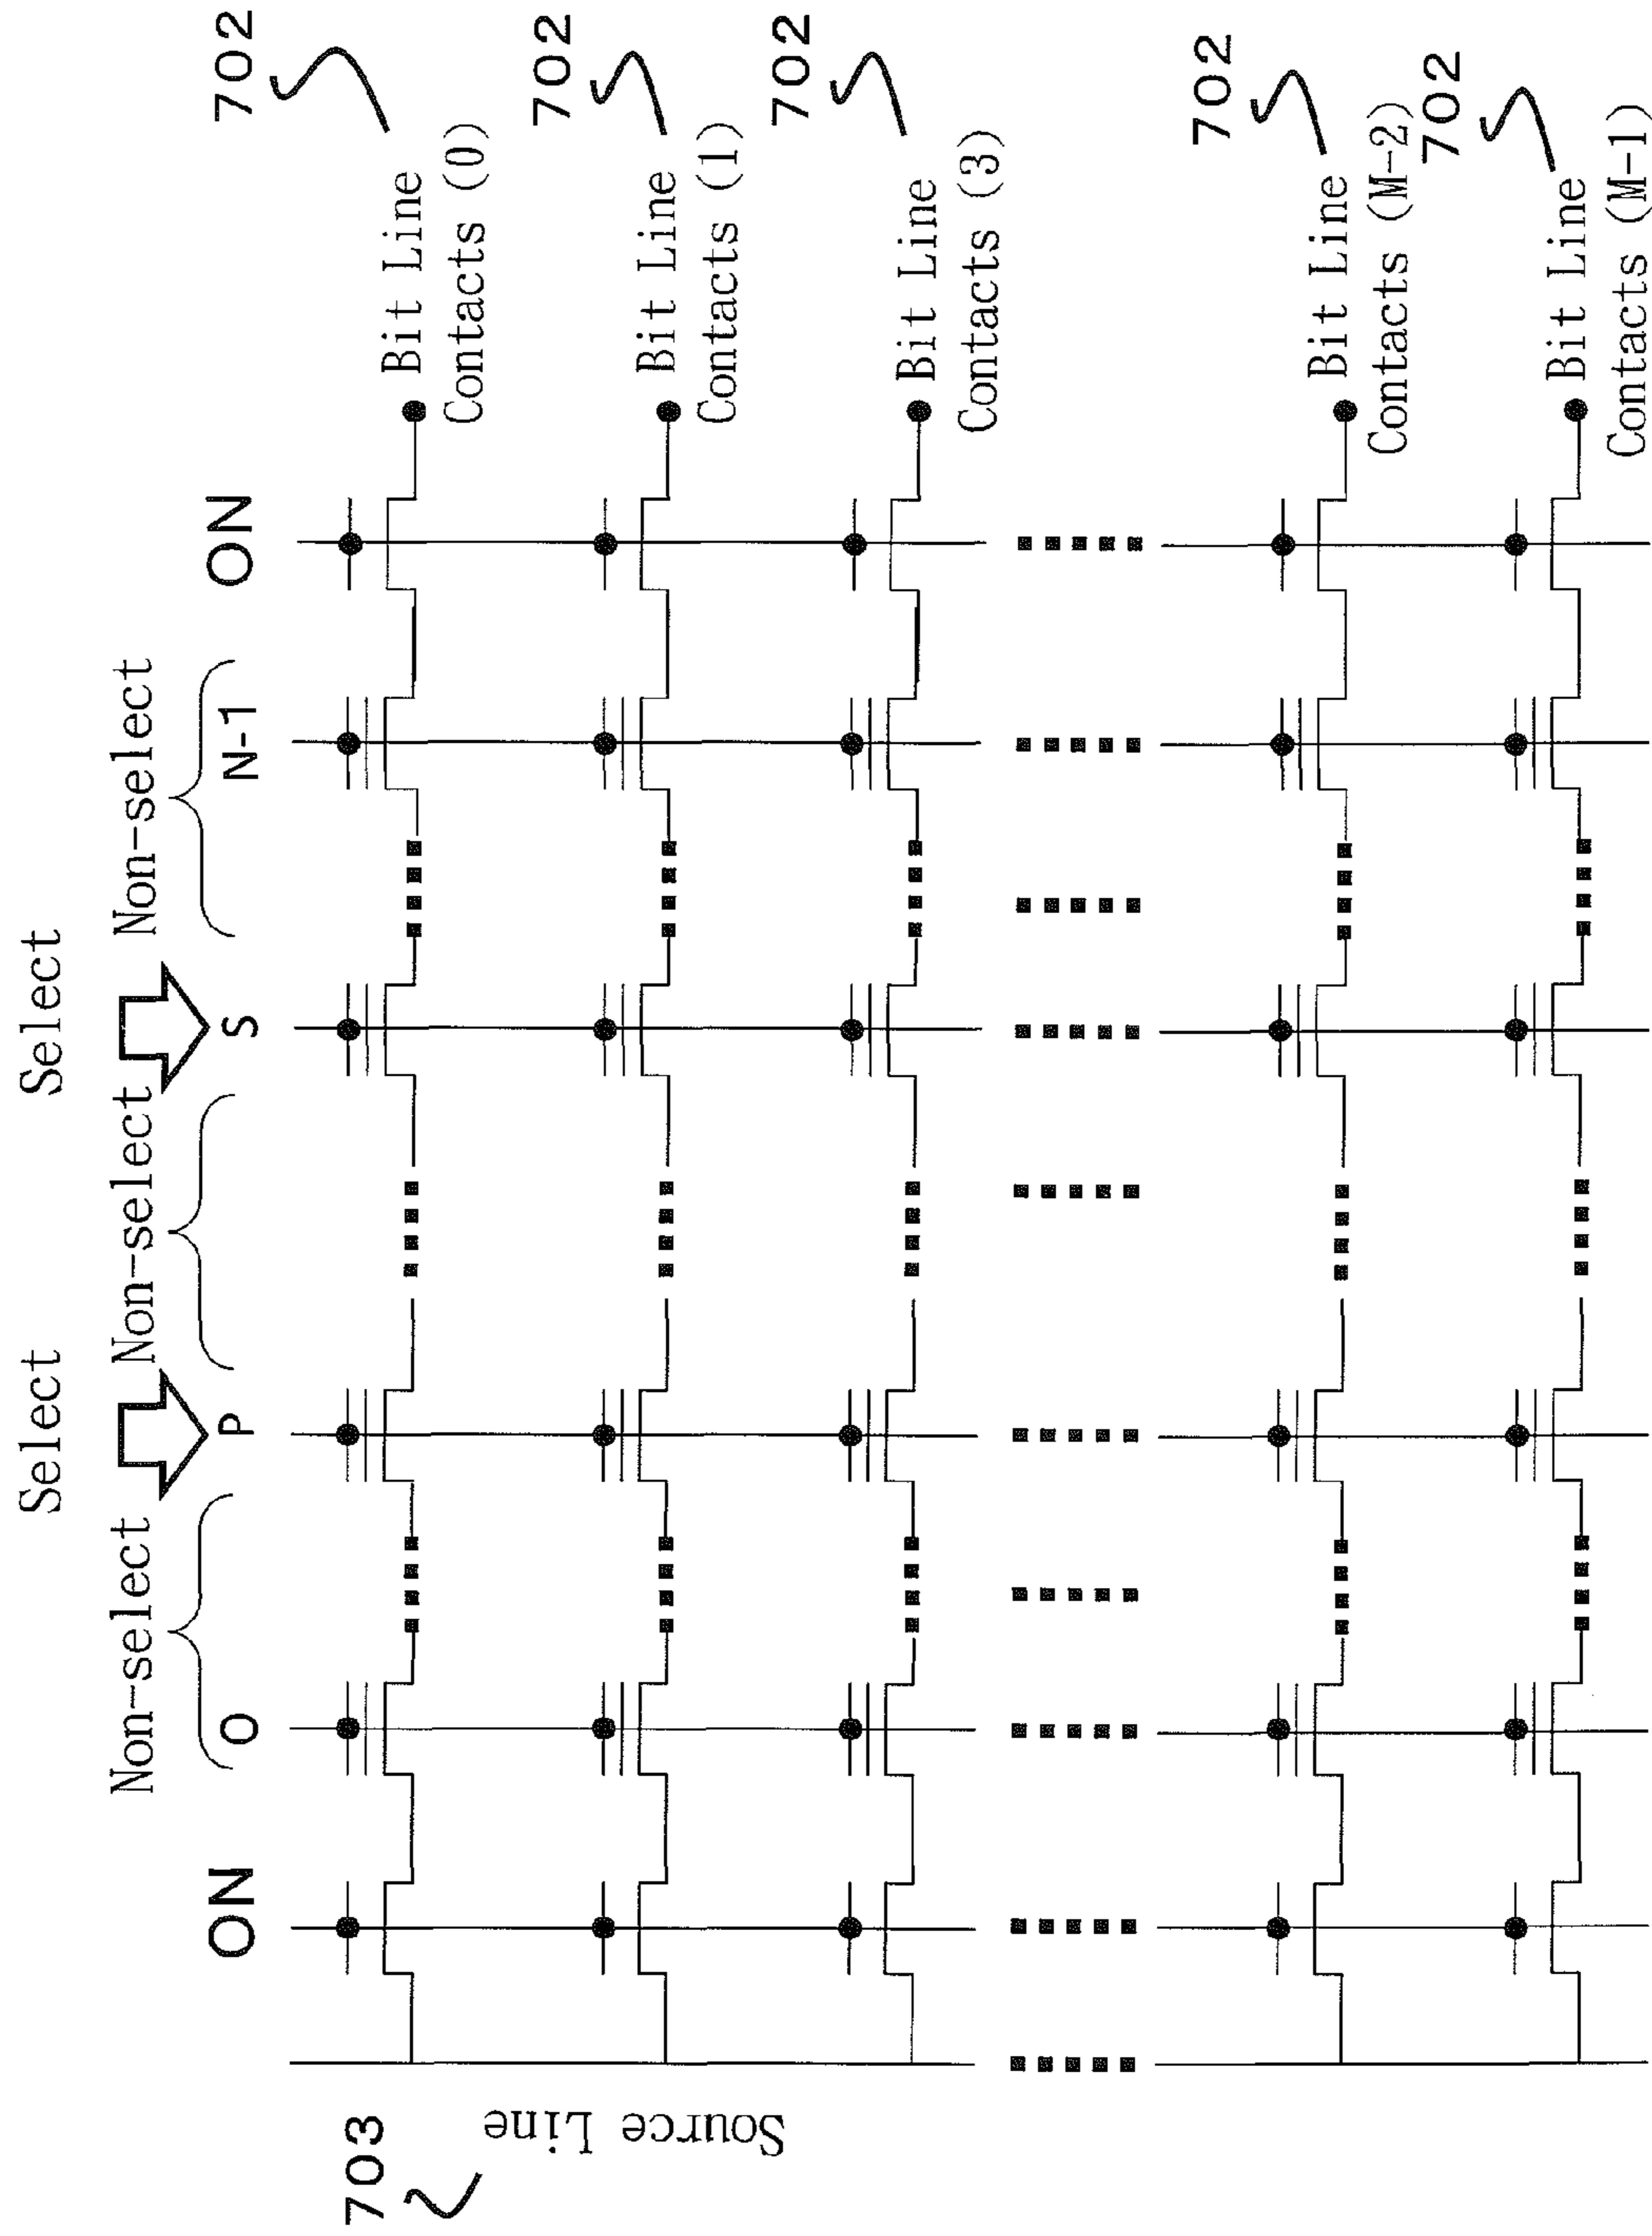 Select
Select
Non-select
Non-select
Non-select
ON
O
P
S
N-1
ON
703
Source Line
702
Bit Line
Contacts (0)
702
Bit Line
Contacts (1)
702
Bit Line
Contacts (3)
702
Bit Line
Contacts (M-2)
702
Bit Line
Contacts (M-1)